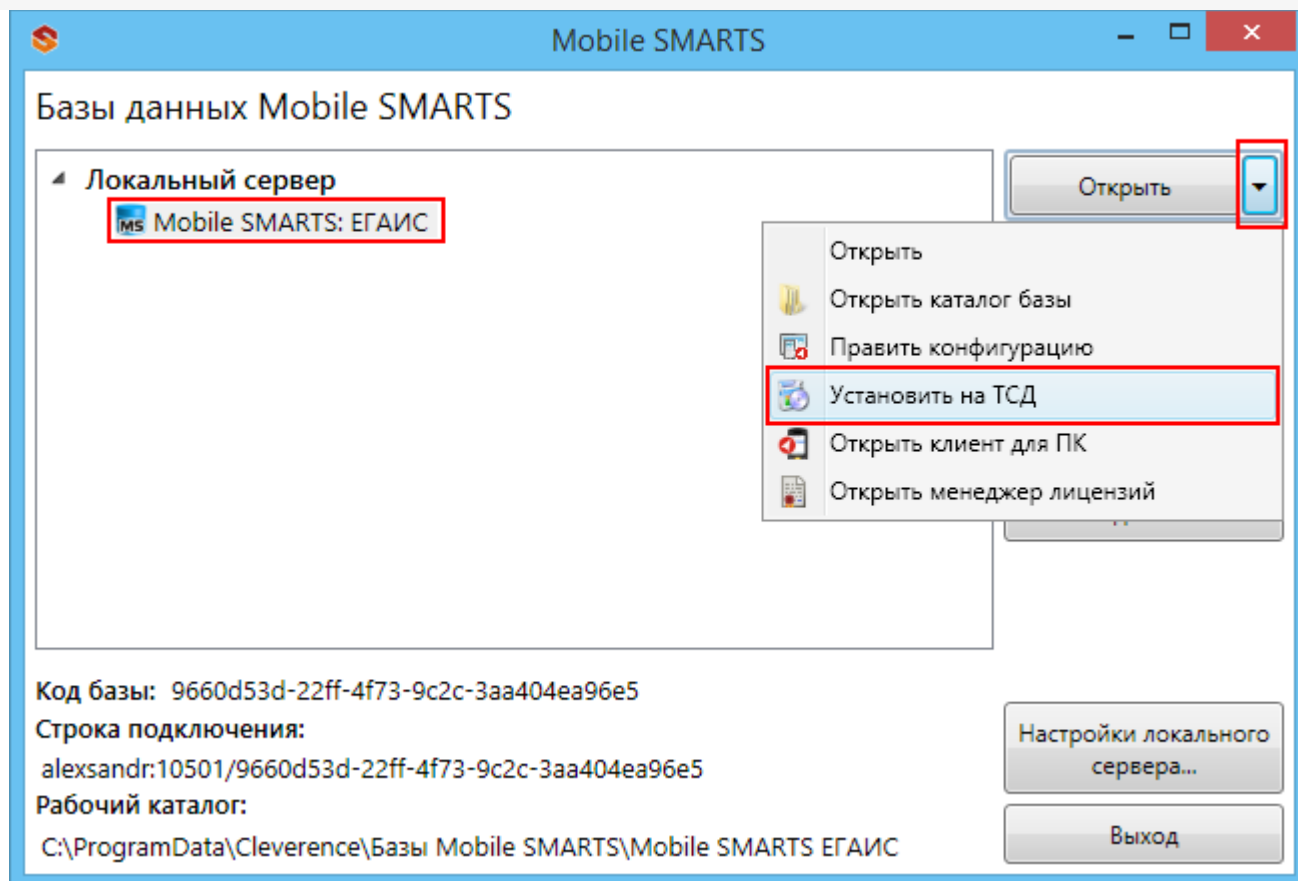 Mobile SMARTS
Базы данных Mobile SMARTS
Локальный сервер
MS Mobile SMARTS: ЕГАИС
Открыть
Открыть
Открыть каталог базы
Править конфигурацию
Установить на ТСД
Открыть клиент для ПК
Открыть менеджер лицензий
Код базы: 9660d53d-22ff-4f73-9c2c-3aa404ea96e5
Строка подключения:
alexsandr:10501/9660d53d-22ff-4f73-9c2c-3aa404ea96e5
Рабочий каталог:
C:\ProgramData\Cleverence\Базы Mobile SMARTS\Mobile SMARTS ЕГАИС
Настройки локального
сервера...
Выход